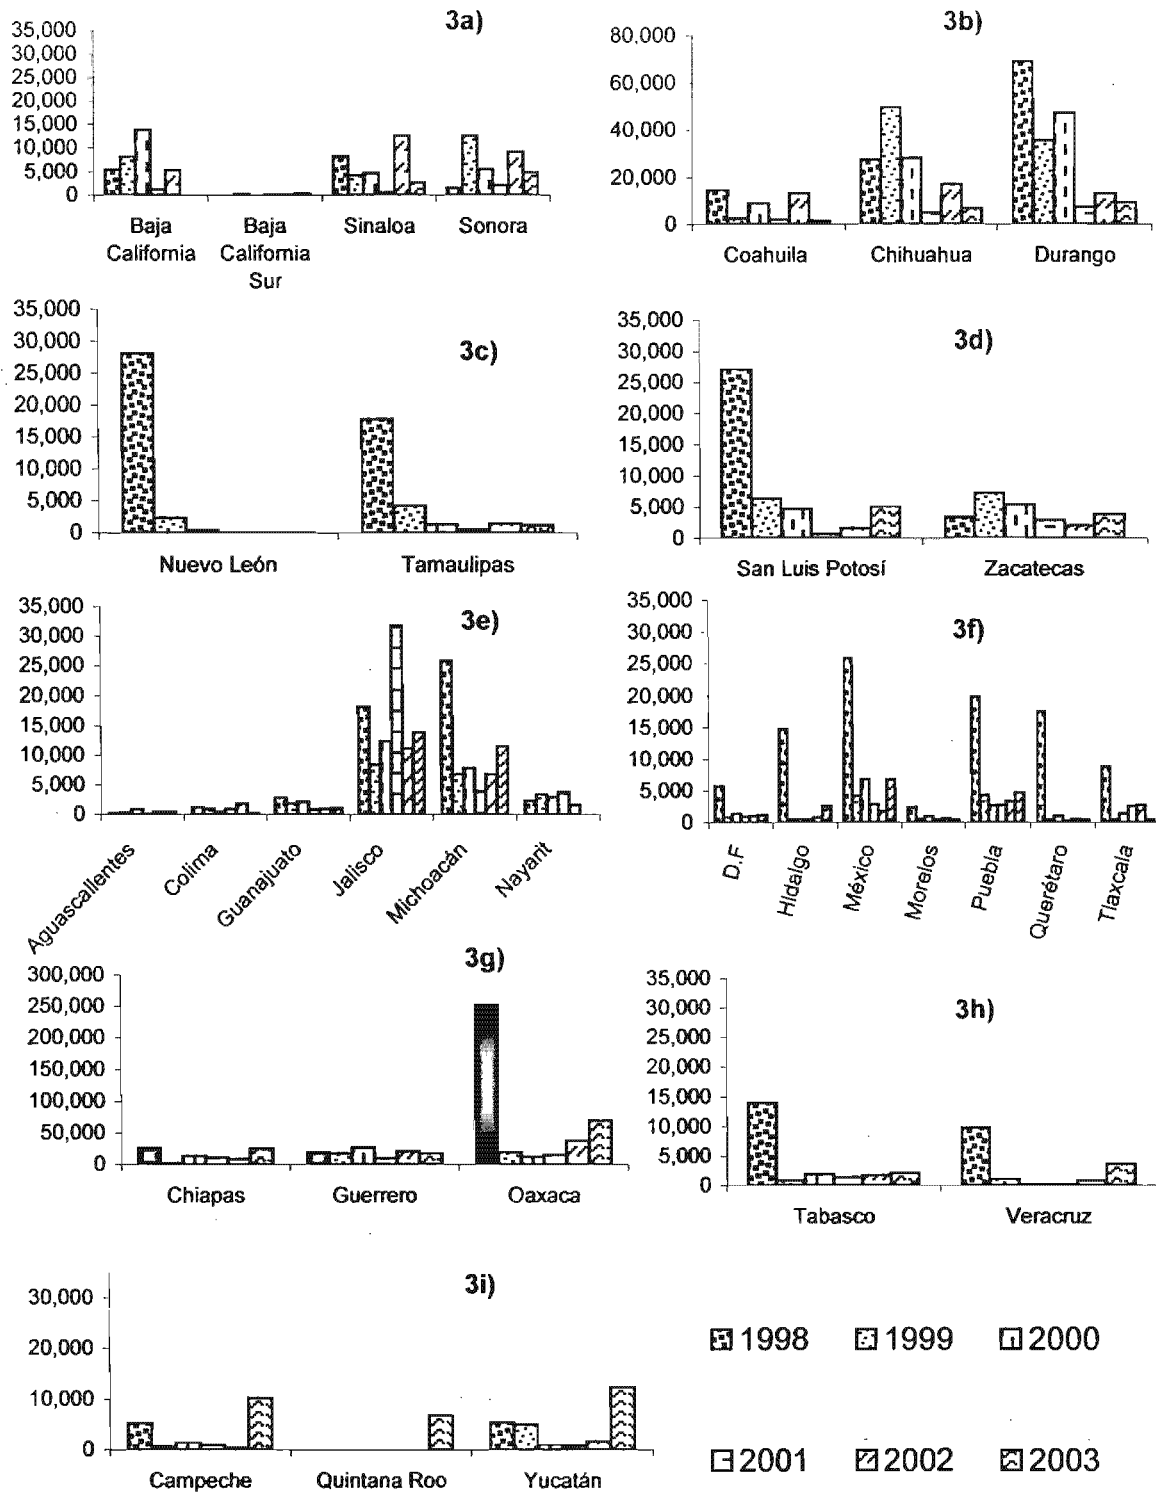 3a)
35,000
35,000
30,000
25,000
20,000
15,000
10,000
5,000
0
Baja
California
Baja
California
Sur
Sinaloa
Sonora
3b)
80,000
60,000
40,000
20,000
0
Coahuila
Chihuahua
Durango
3c)
35,000
30,000
25,000
20,000
15,000
10,000
5,000
0
Nuevo León
Tamaulipas
3d)
35,000
30,000
25,000
20,000
15,000
10,000
5,000
0
San Luis Potosí
Zacatecas
3e)
35,000
30,000
25,000
20,000
15,000
10,000
5,000
0
Aguascalientes
Colima
Guanajuato
Jalisco
Michoacán
Nayarit
3f)
35,000
30,000
25,000
20,000
15,000
10,000
5,000
0
D.F
Hidalgo
México
Morelos
Puebla
Querétaro
Tlaxcala
3g)
300,000
250,000
200,000
150,000
100,000
50,000
0
Chiapas
Guerrero
Oaxaca
3h)
35,000
30,000
25,000
20,000
15,000
10,000
5,000
0
Tabasco
Veracruz
3i)
30,000
20,000
10,000
0
Campeche
Quintana Roo
Yucatán
1998 1999 2000
2001 2002 2003